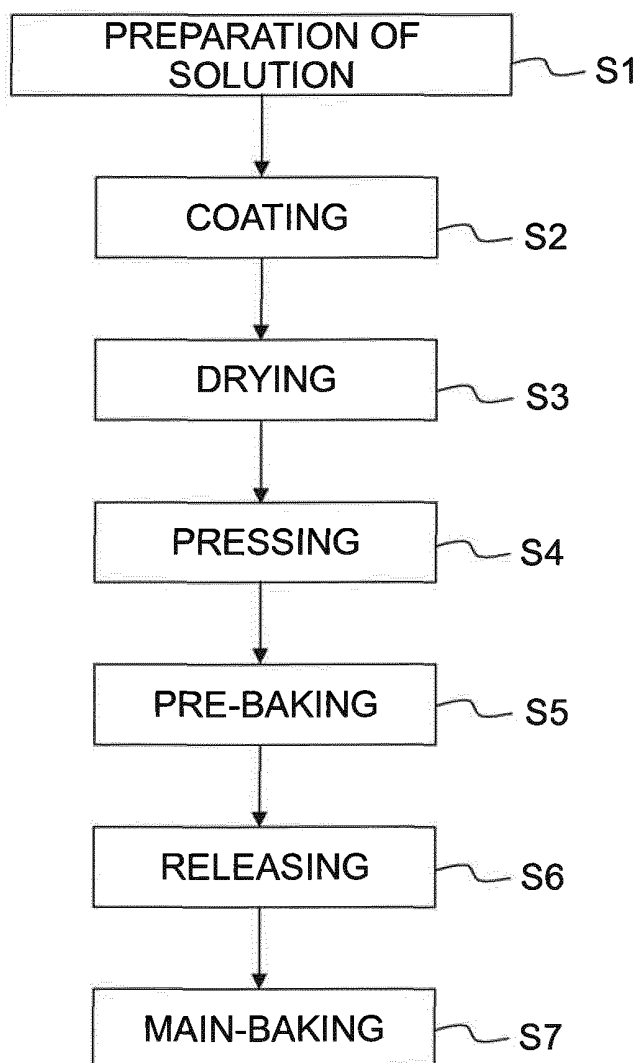 PREPARATION OF
SOLUTION
S1
COATING
S2
DRYING
S3
PRESSING
S4
PRE-BAKING
S5
RELEASING
S6
MAIN-BAKING
S7